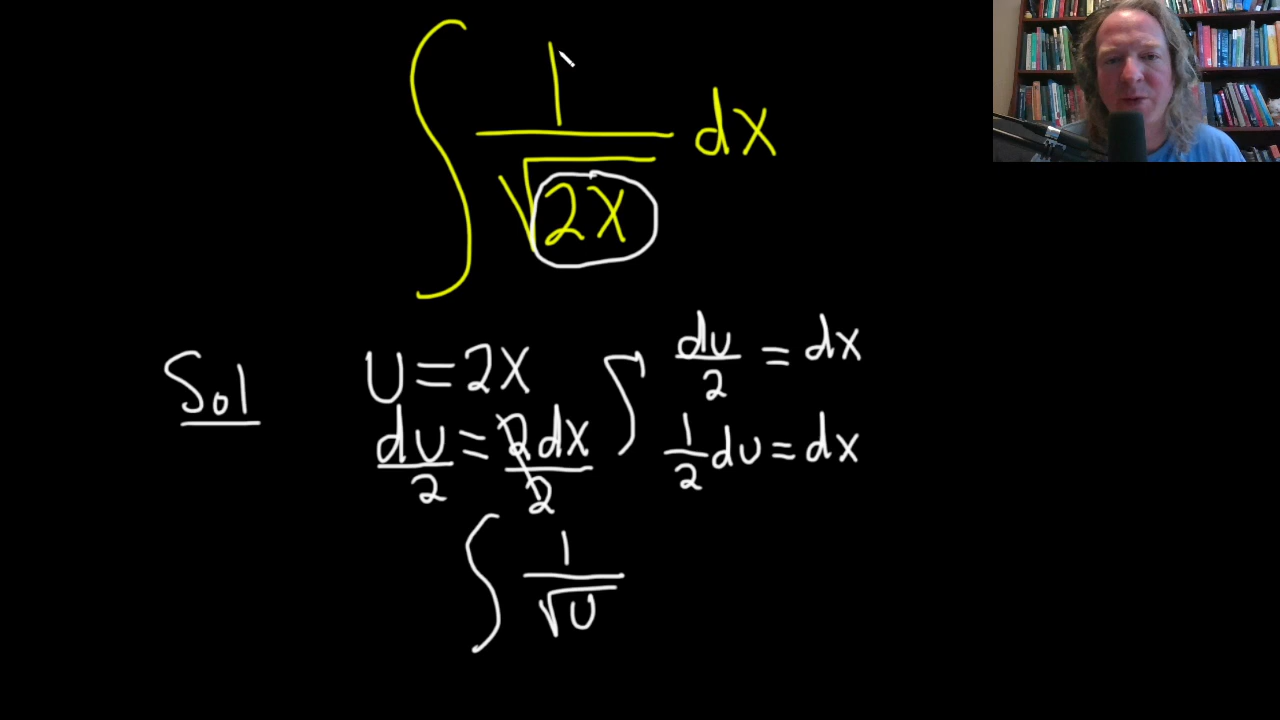 ∫ 1/√(2X) dX
Sol U = 2X ∫ du/2 = dX
du/2 = 2dX/2 1/2 du = dX
∫ 1/√U